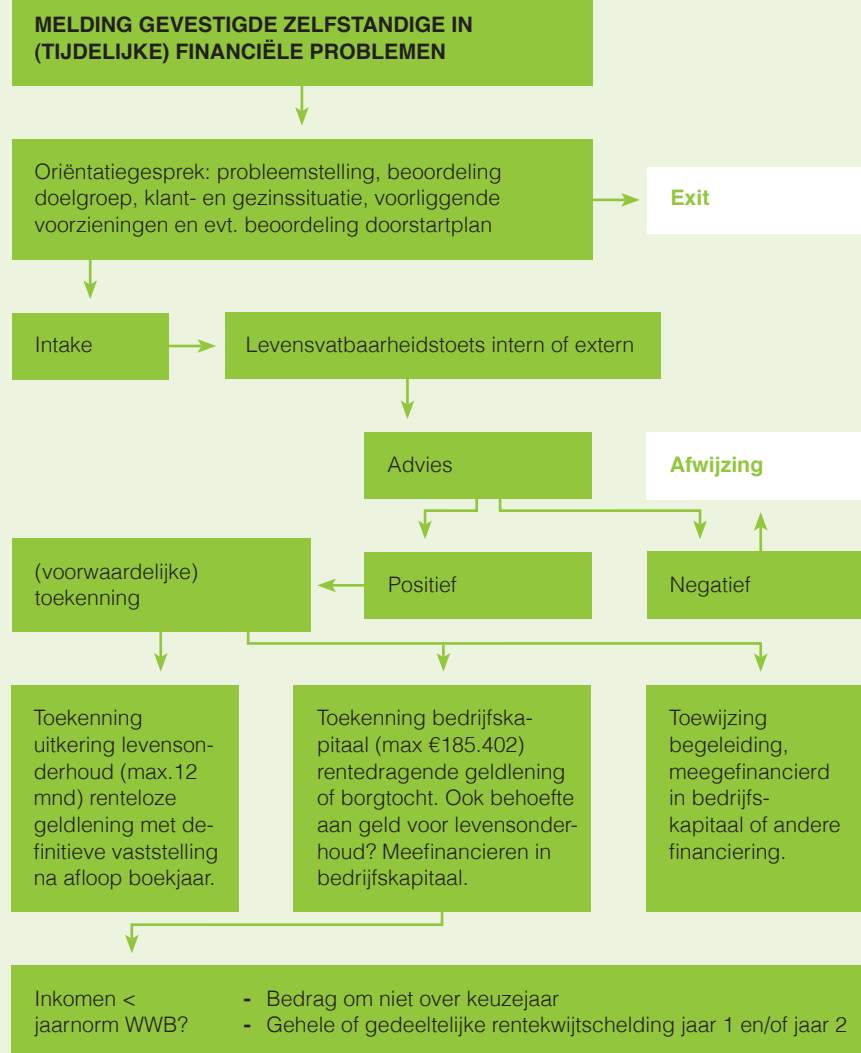 MELDING GEVESTIGDE ZELFSTANDIGE IN
(TIJDELIJKE) FINANCIËLE PROBLEMEN
Oriëntatiegesprek: probleemstelling, beoordeling
doelgroep, klant- en gezinssituatie, voorliggende
voorzieningen en evt. beoordeling doorstartplan
Exit
Intake
Levensvatbaarheidstoets intern of extern
Advies
Afwijzing
(voorwaardelijke)
toekenning
Positief
Negatief
Toekenning
uitkering levenson-
derhoud (max.12
mnd) renteloze
geldlening met de-
finitieve vaststelling
na afloop boekjaar.
Toekenning bedrijfska-
pitaal (max €185.402)
rentedragende geldlening
of borgtocht. Ook behoefte
aan geld voor levensonder-
houd? Meefinancieren in
bedrijfskapitaal.
Toewijzing
begeleiding,
meegefinancierd
in bedrijfs-
kapitaal of andere
financiering.
Inkomen <
jaarnorm WWB?
- Bedrag om niet over keuzejaar
- Gehele of gedeeltelijke rentekwijtschelding jaar 1 en/of jaar 2